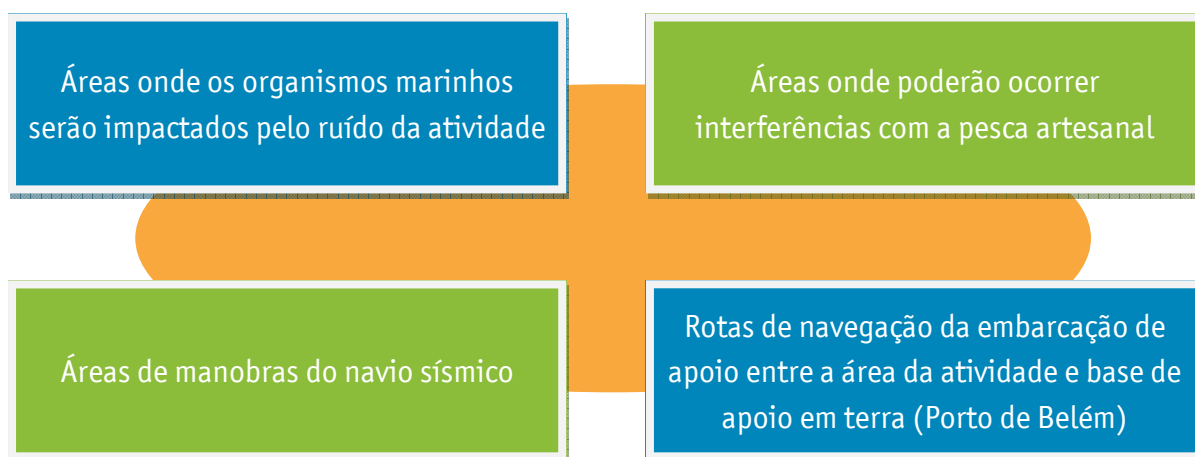 Áreas onde os organismos marinhos
serão impactados pelo ruído da atividade
Áreas onde poderão ocorrer
interferências com a pesca artesanal
Áreas de manobras do navio sísmico
Rotas de navegação da embarcação de
apoio entre a área da atividade e base de
apoio em terra (Porto de Belém)